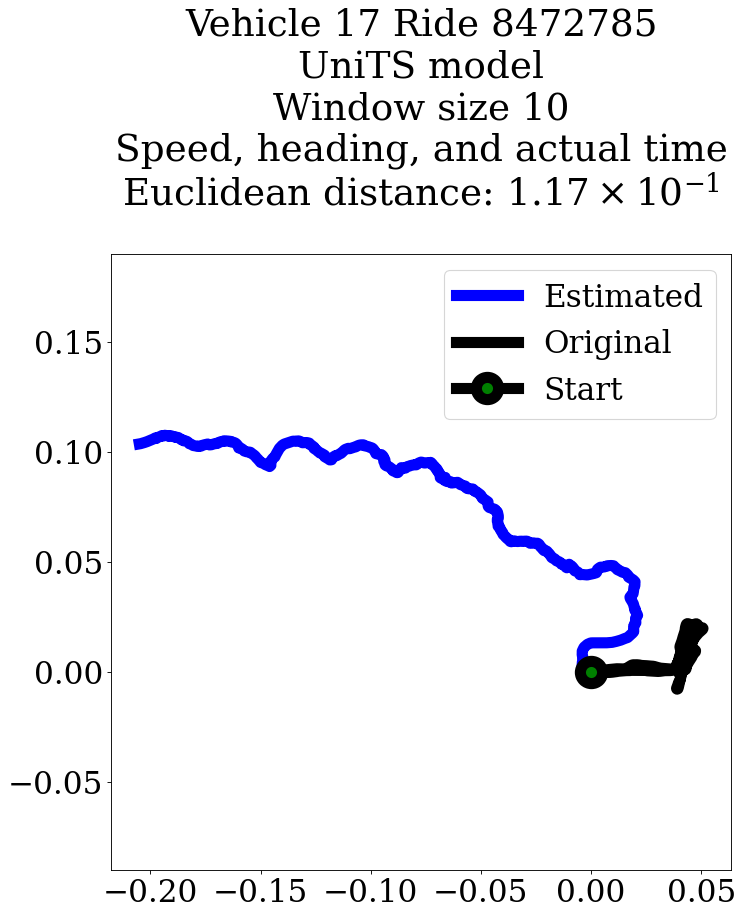 Vehicle 17 Ride 8472785
UniTS model
Window size 10
Speed, heading, and actual time
Euclidean distance: 1.17 × 10⁻¹
Estimated
Original
Start
0.15
0.10
0.05
0.00
−0.05
−0.20 −0.15 −0.10 −0.05 0.00 0.05